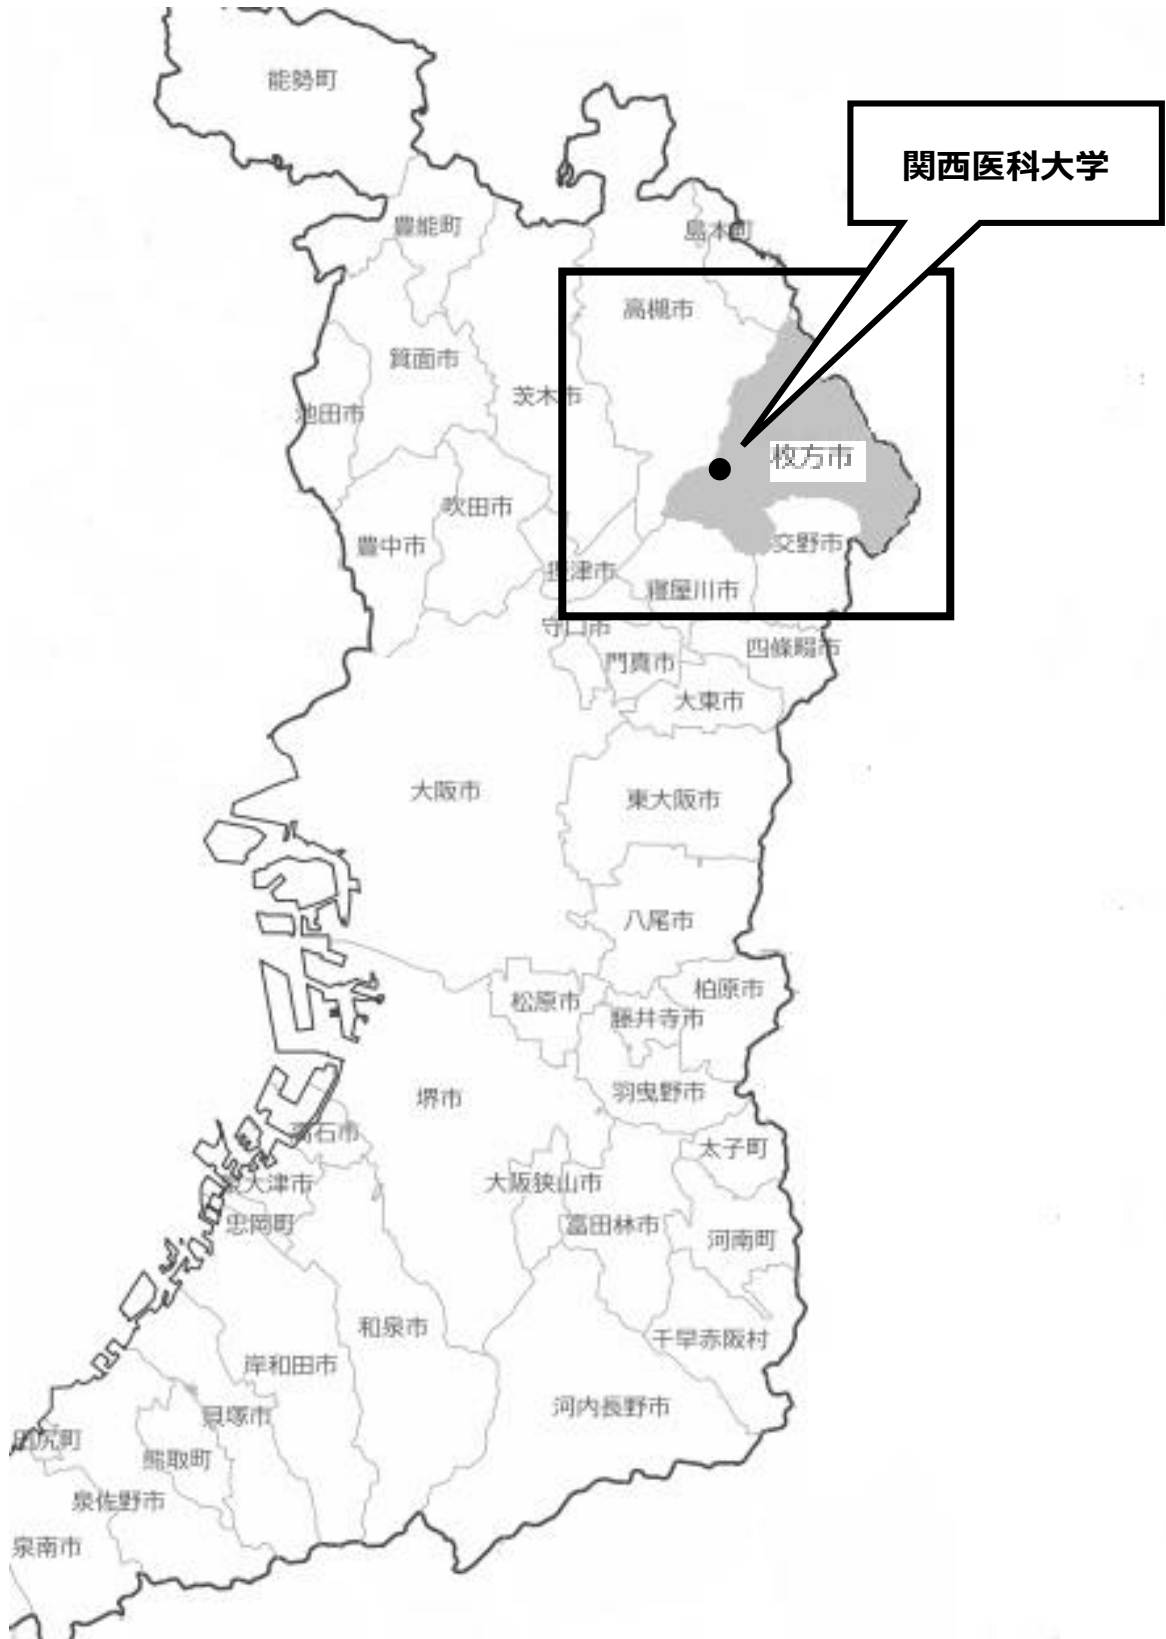 能勢町
関西医科大学
豊能町
島本町
高槻市
箕面市
茨木市
池田市
枚方市
吹田市
豊中市
交野市
摂津市
寝屋川市
守口市
四條畷市
門真市
大東市
大阪市
東大阪市
八尾市
柏原市
松原市
藤井寺市
羽曳野市
堺市
高石市
太子町
大阪狭山市
泉大津市
忠岡町
富田林市
河南町
和泉市
千早赤阪村
岸和田市
河内長野市
貝塚市
田尻町
熊取町
泉佐野市
泉南市